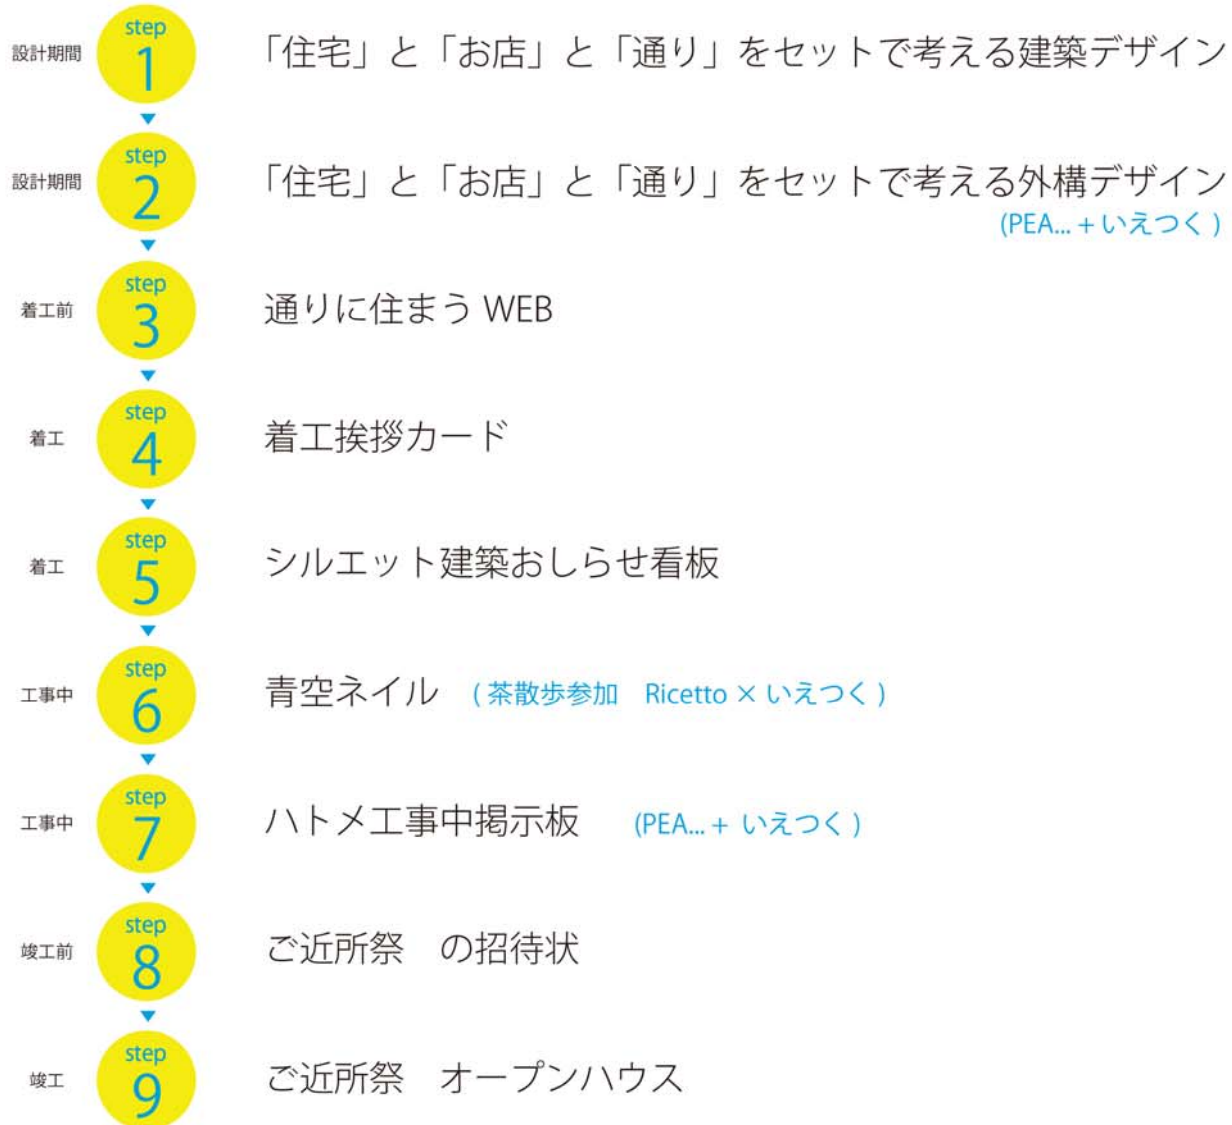 step
設計期間 1 「住宅」と「お店」と「通り」をセットで考える建築デザイン
step
設計期間 2 「住宅」と「お店」と「通り」をセットで考える外構デザイン
(PEA... + いえつく )
step
着工前 3 通りに住まう WEB
step
着工 4 着工挨拶カード
step
着工 5 シルエット建築おしらせ看板
step
工事中 6 青空ネイル ( 茶散歩参加 Ricetto × いえつく )
step
工事中 7 ハトメ工事中掲示板 (PEA... + いえつく )
step
竣工前 8 ご近所祭 の招待状
step
竣工 9 ご近所祭 オープンハウス